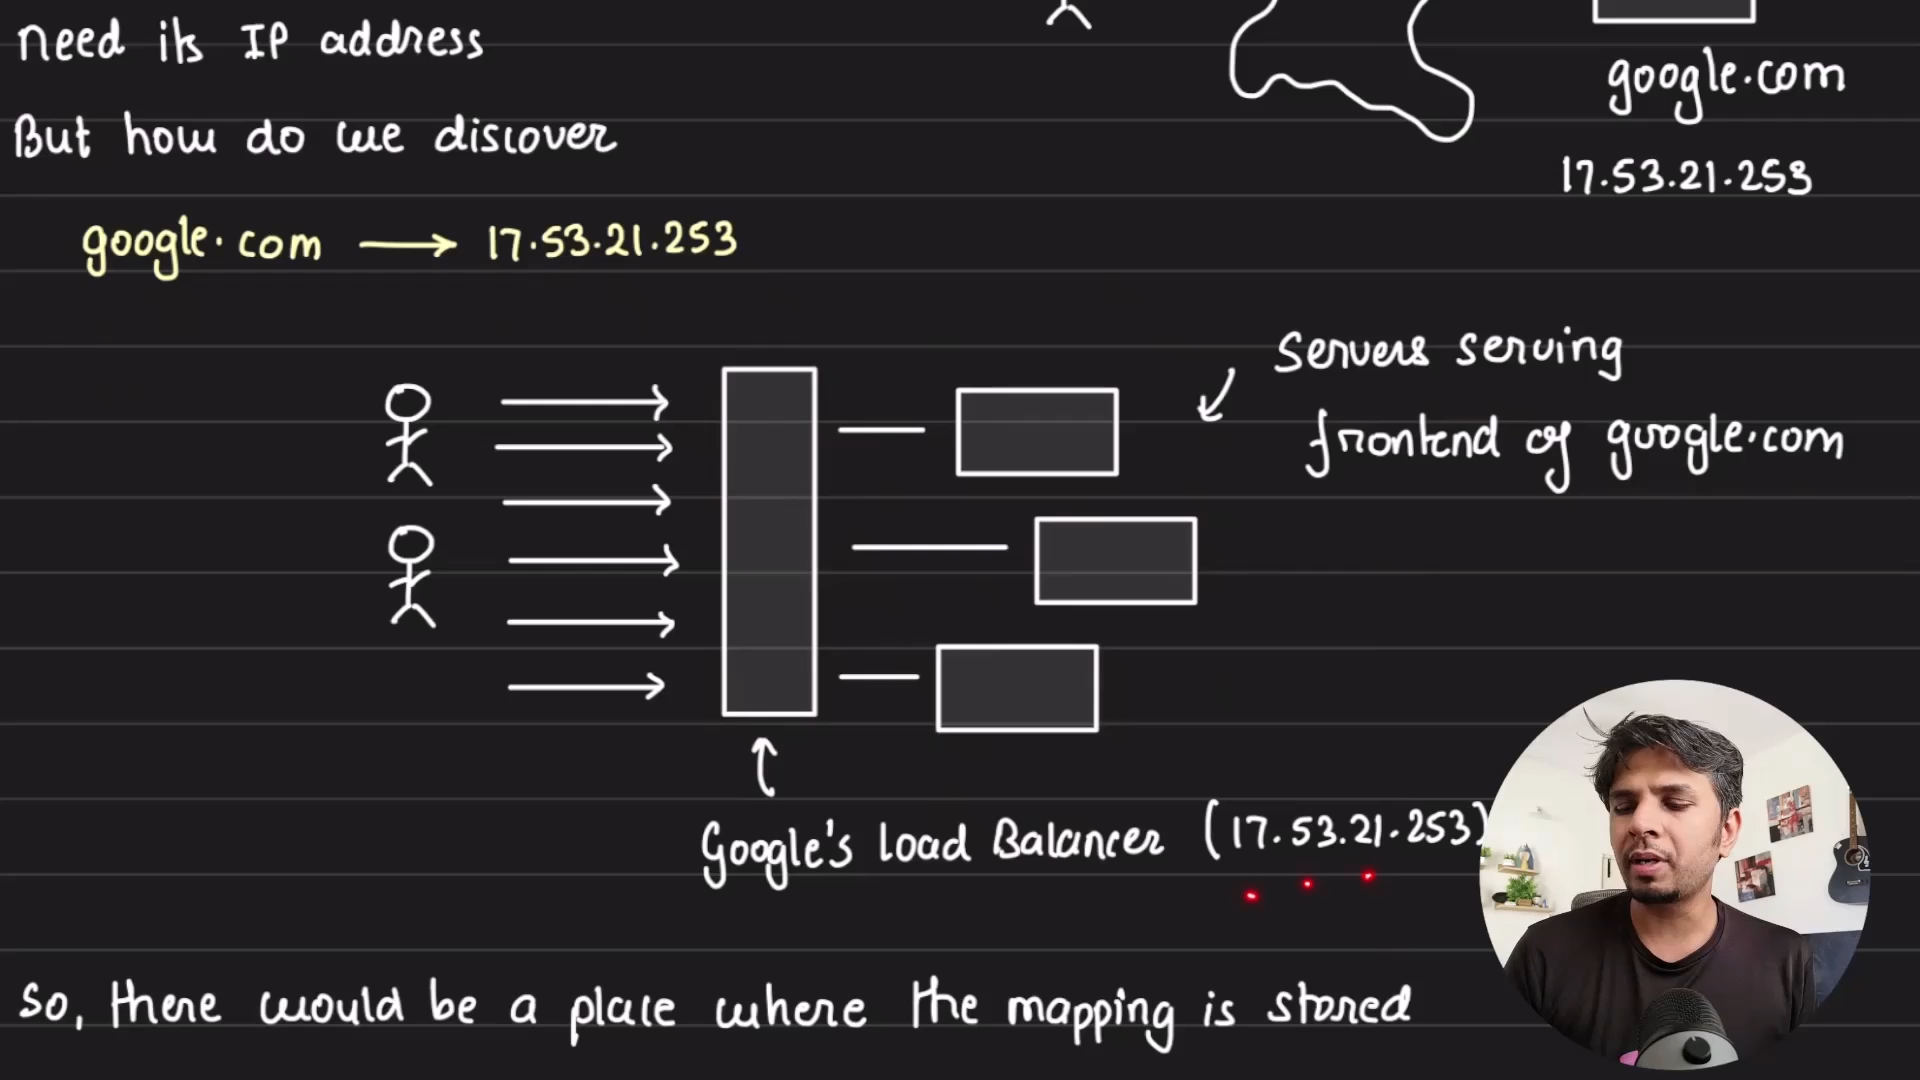 need its IP address
google.com
But how do we discover
17.53.21.253
google.com → 17.53.21.253
Servers serving
frontend of google.com
Google's Load Balancer (17.53.21.253)
So, there would be a place where the mapping is stored